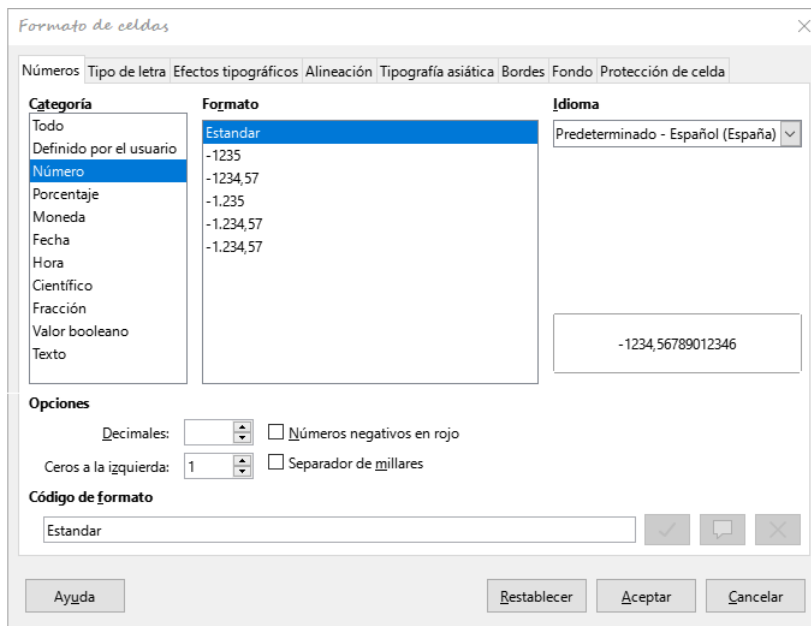 Formato de celdas
Números Tipo de letra Efectos tipográficos Alineación Tipografía asiática Bordes Fondo Protección de celda
Categoría
Todo
Definido por el usuario
Número
Porcentaje
Moneda
Fecha
Hora
Científico
Fracción
Valor booleano
Texto
Formato
Estandar
-1235
-1234,57
-1.235
-1.234,57
-1.234,57
Idioma
Predeterminado - Español (España)
-1234,56789012346
Opciones
Decimales:
Números negativos en rojo
Ceros a la izquierda: 1
Separador de millares
Código de formato
Estandar
Ayuda Restablecer Aceptar Cancelar